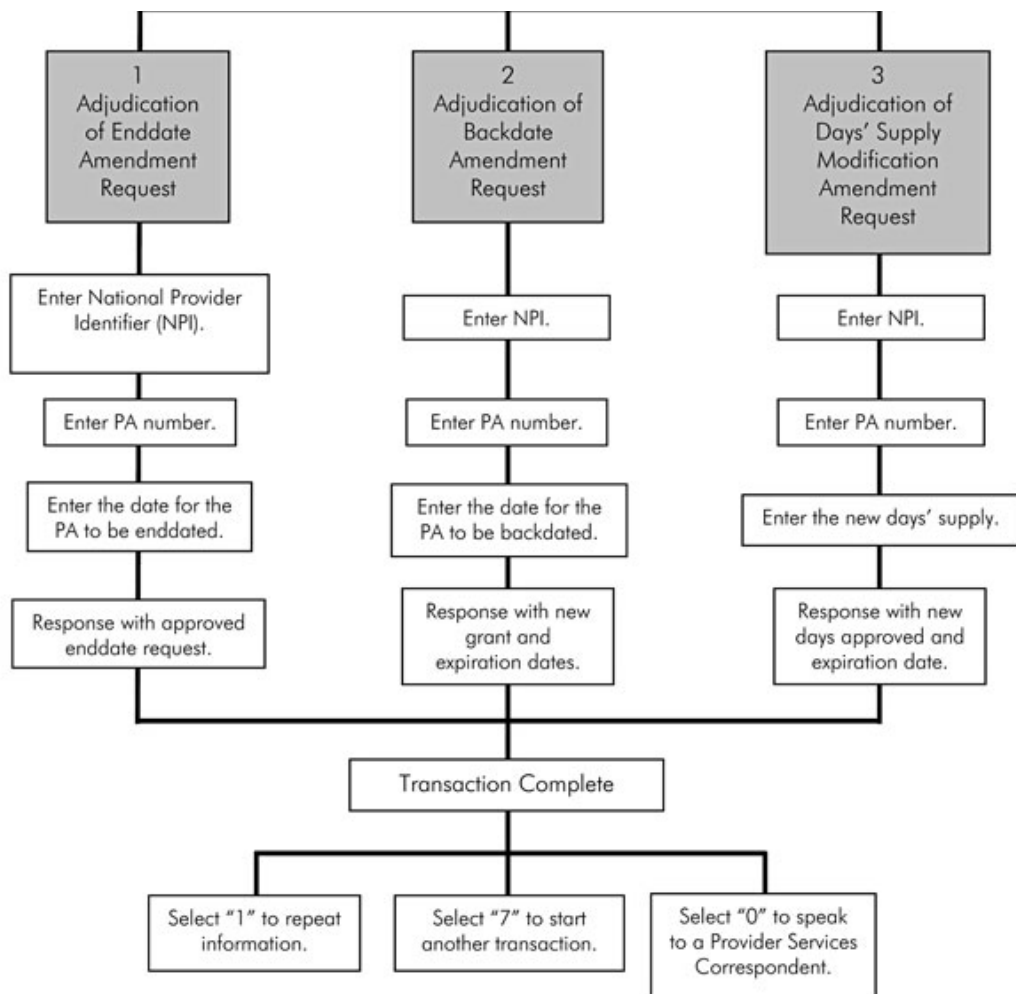 1
Adjudication
of Enddate
Amendment
Request
2
Adjudication of
Backdate
Amendment
Request
3
Adjudication of
Days’ Supply
Modification
Amendment
Request
Enter National Provider
Identifier (NPI).
Enter NPI.
Enter NPI.
Enter PA number.
Enter PA number.
Enter PA number.
Enter the date for the
PA to be enddated.
Enter the date for the
PA to be backdated.
Enter the new days’ supply.
Response with approved
enddate request.
Response with new
grant and
expiration dates.
Response with new
days approved and
expiration date.
Transaction Complete
Select “1” to repeat
information.
Select “7” to start
another transaction.
Select “0” to speak
to a Provider Services
Correspondent.